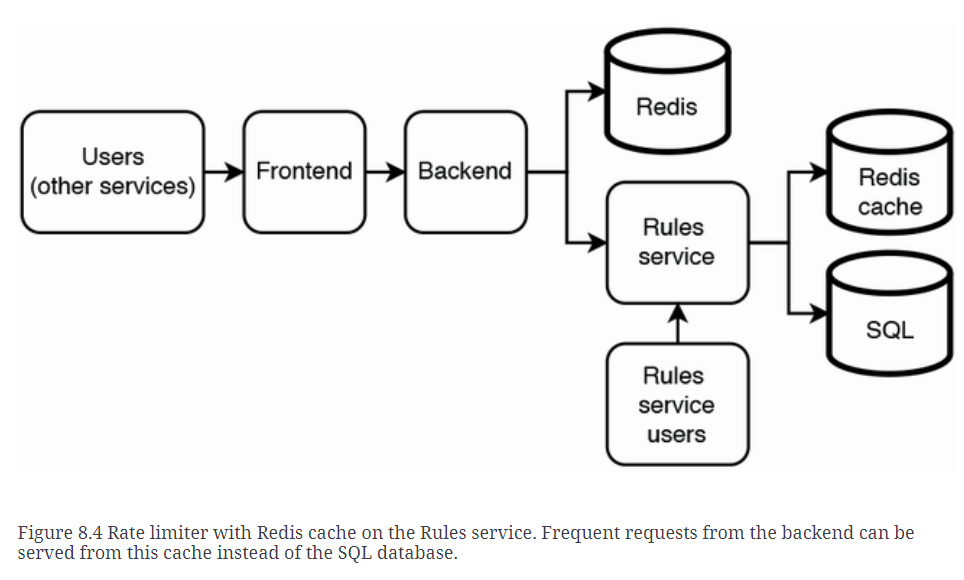 Users
(other services)
Frontend
Backend
Redis
Rules
service
Redis
cache
SQL
Rules
service
users
Figure 8.4 Rate limiter with Redis cache on the Rules service. Frequent requests from the backend can be
served from this cache instead of the SQL database.